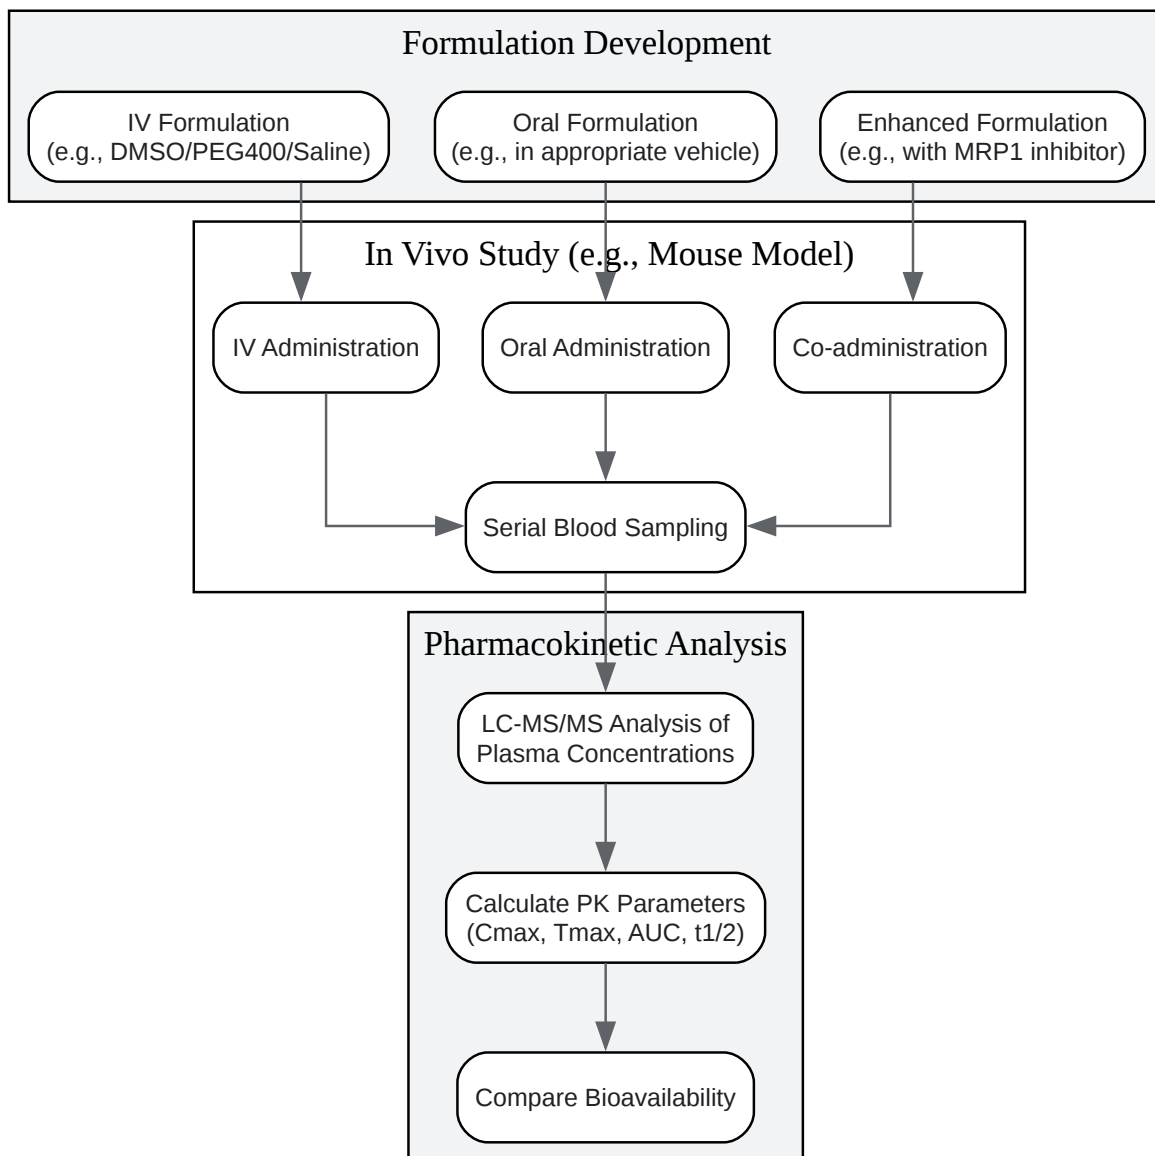 Formulation Development
IV Formulation
(e.g., DMSO/PEG400/Saline)
Oral Formulation
(e.g., in appropriate vehicle)
Enhanced Formulation
(e.g., with MRP1 inhibitor)
In Vivo Study (e.g., Mouse Model)
IV Administration
Oral Administration
Co-administration
Serial Blood Sampling
Pharmacokinetic Analysis
LC-MS/MS Analysis of
Plasma Concentrations
Calculate PK Parameters
(Cmax, Tmax, AUC, t1/2)
Compare Bioavailability